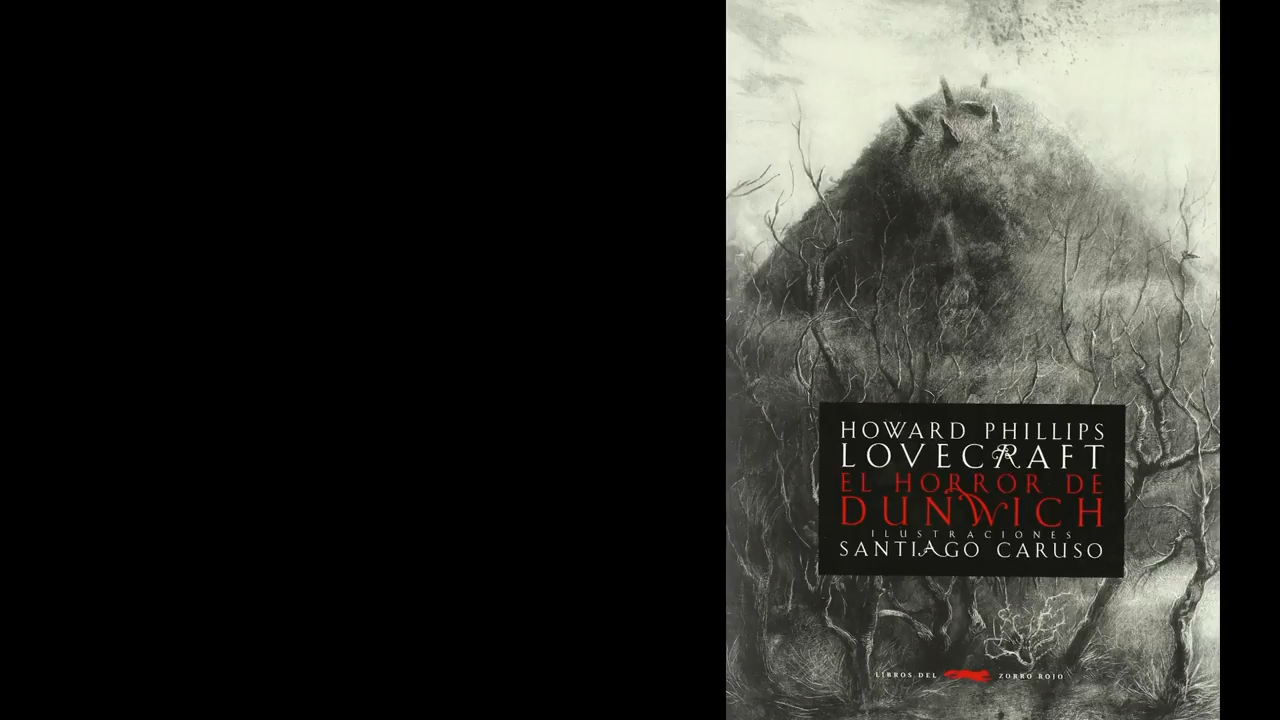 HOWARD PHILLIPS
LOVECRAFT
EL HORROR DE
DUNWICH
ILUSTRACIONES
SANTIAGO CARUSO
LIBROS DEL ZORRO ROJO